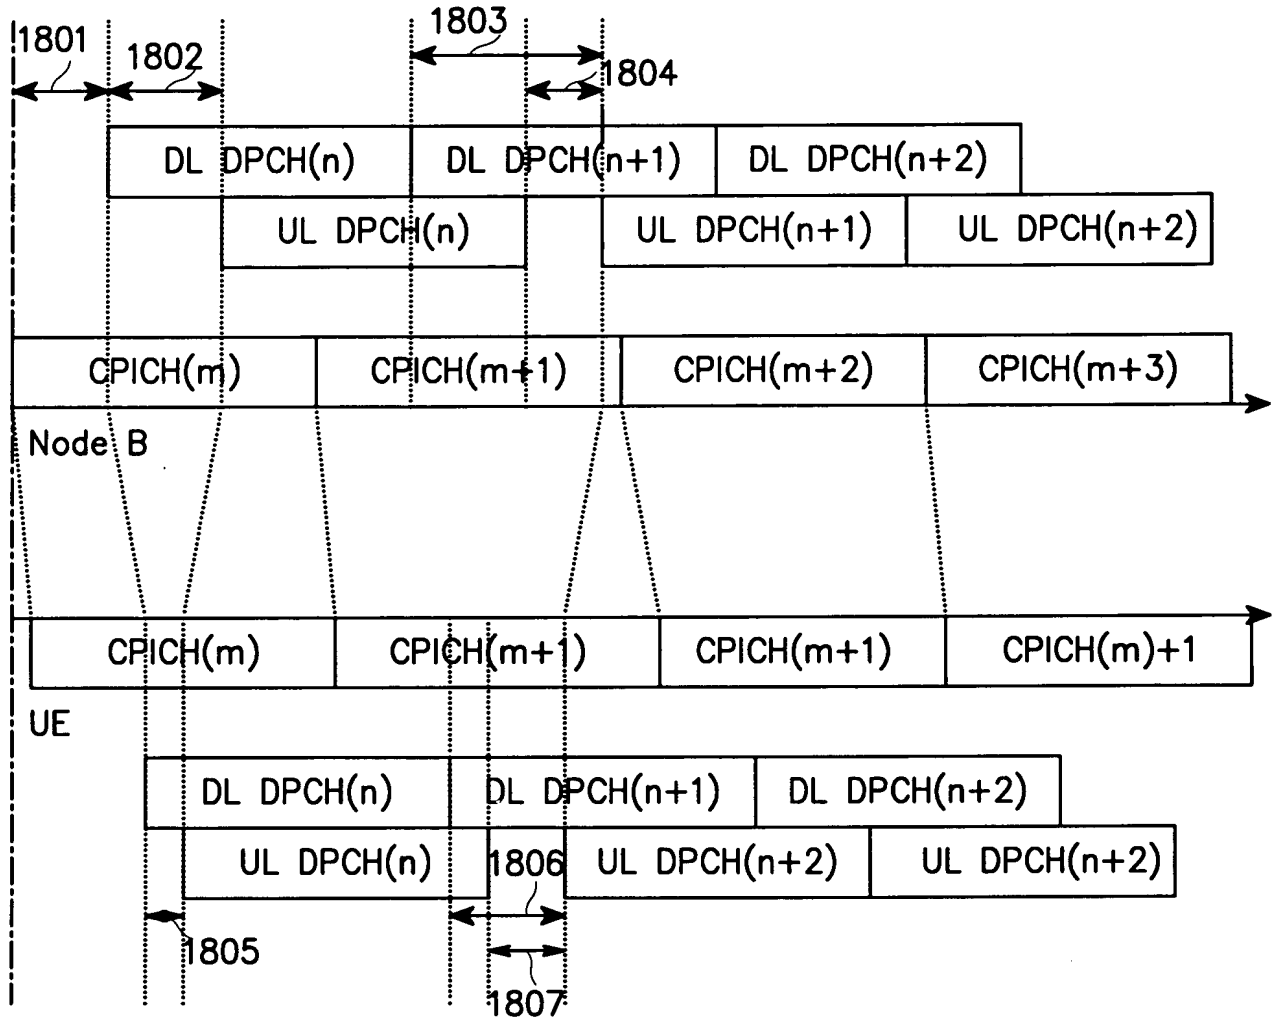 1801
1802
1803
1804
DL DPCH(n)
DL DPCH(n+1)
DL DPCH(n+2)
UL DPCH(n)
UL DPCH(n+1)
UL DPCH(n+2)
CPICH(m)
CPICH(m+1)
CPICH(m+2)
CPICH(m+3)
Node B
CPICH(m)
CPICH(m+1)
CPICH(m+1)
CPICH(m)+1
UE
DL DPCH(n)
DL DPCH(n+1)
DL DPCH(n+2)
UL DPCH(n)
1806
UL DPCH(n+2)
UL DPCH(n+2)
1805
1807